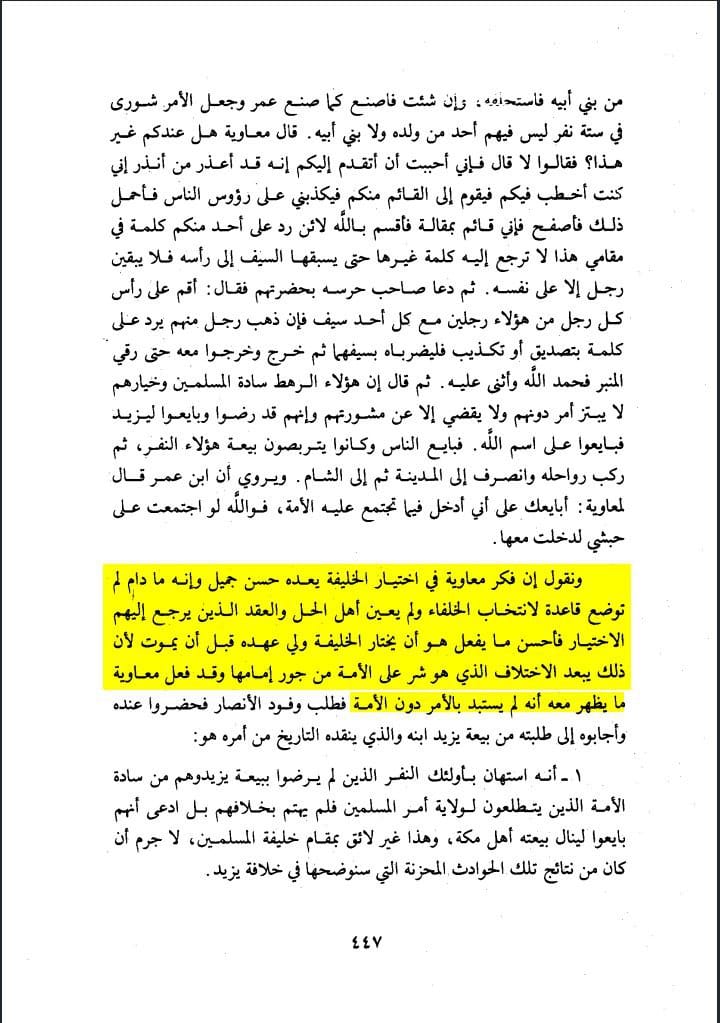 من بني أبيه فاستخلفه، وإن شئت فاصنع كما صنع عمر وجعل الأمر شورى
في ستة نفر ليس فيهم أحد من ولده ولا بني أبيه. قال معاوية هل عندكم غير
هذا؟ فقالوا لا قال فإني أحببت أن أتقدم إليكم إنه قد أعذر من أنذر إني
كنت أخطب فيكم فيقوم إلى القائم منكم فيكذبني على رؤوس الناس فأحمل
ذلك فأصفح فإني قائم بمقالة فأقسم بالله لائن رد على أحد منكم كلمة في
مقامي هذا لا ترجع إليه كلمة غيرها حتى يسبقها السيف إلى رأسه فلا يبقين
رجل إلا على نفسه. ثم دعا صاحب حرسه بحضرتهم فقال: أقم على رأس
كل رجل من هؤلاء رجلين مع كل أحد سيف فإن ذهب رجل منهم يرد على
كلمة بتصديق أو تكذيب فليضرباه بسيفهما ثم خرج وخرجوا معه حتى رقي
المنبر فحمد الله وأثنى عليه. ثم قال إن هؤلاء الرهط سادة المسلمين وخيارهم
لا يبتز أمر دونهم ولا يقضي إلا عن مشورتهم وإنهم قد رضوا وبايعوا ليزيد
فبايعوا على اسم الله. فبايع الناس وكانوا يتربصون بيعة هؤلاء النفر، ثم
ركب رواحله وانصرف إلى المدينة ثم إلى الشام. ويروي أن ابن عمر قال
لمعاوية: أبايعك على أني أدخل فيما تجتمع عليه الأمة، فوالله لو اجتمعت على
حبشي لدخلت معها.
ونقول إن فكر معاوية في اختيار الخليفة يعده حسن جميل وإنه ما دام لم
توضع قاعدة لانتخاب الخلفاء ولم يعين أهل الحل والعقد الذين يرجع إليهم
الاختيار فأحسن ما يفعل هو أن يختار الخليفة ولي عهده قبل أن يموت لأن
ذلك يبعد الاختلاف الذي هو شر على الأمة من جور إمامها وقد فعل معاوية
ما يظهر معه أنه لم يستبد بالأمر دون الأمة فطلب وفود الأنصار فحضروا عنده
وأجابوه إلى طلبته من بيعة يزيد ابنه والذي ينقده التاريخ من أمره هو:
١ ـ أنه استهان بأولئك النفر الذين لم يرضوا ببيعة يزيدوهم من سادة
الأمة الذين يتطلعون لولاية أمر المسلمين فلم يهتم بخلافهم بل ادعى أنهم
بايعوا لينال بيعته أهل مكة، وهذا غير لائق بمقام خليفة المسلمين، لا جرم أن
كان من نتائج تلك الحوادث المحزنة التي سنوضحها في خلافة يزيد.
٤٤٧